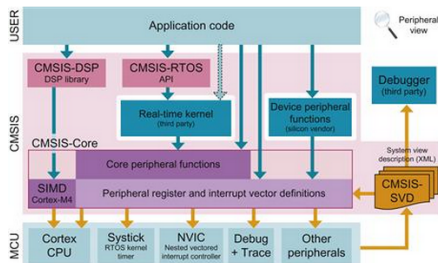 USER
Application code
Peripheral
view
CMSIS
CMSIS-DSP
DSP library
CMSIS-RTOS
API
Real-time kernel
(third party)
Device peripheral
functions
(silicon vendor)
Debugger
(third party)
CMSIS-Core
Core peripheral functions
System view
description (XML)
SIMD
Cortex-M4
Peripheral register and interrupt vector definitions
CMSIS-
SVD
MCU
Cortex
CPU
Systick
RTOS kernel
timer
NVIC
Nested vectored
interrupt controller
Debug
+ Trace
Other
peripherals